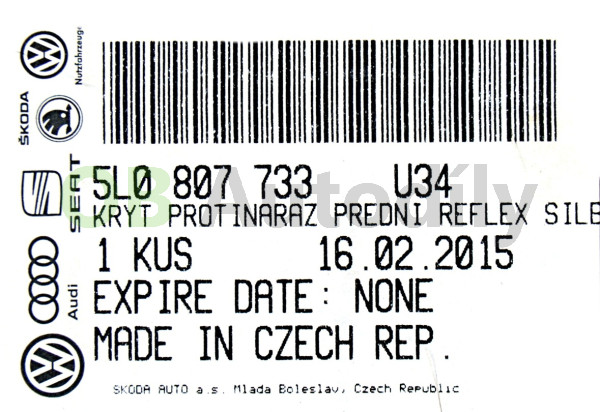 Nutzfahrzeuge
ŠKODA
SEAT
Audi
5L0 807 733 U34
CB Autodíly
KRYT PROTINARAZ PREDNI REFLEX SILB
1 KUS 16.02.2015
EXPIRE DATE: NONE
MADE IN CZECH REP.
SKODA AUTO a.s. Mlada Boleslav, Czech Republic